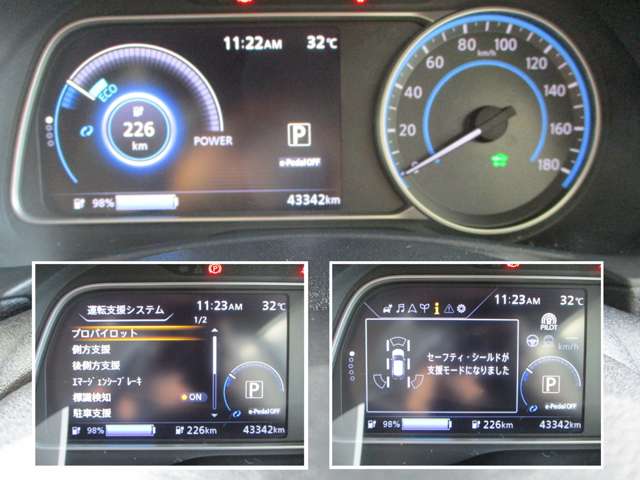 11:22AM 32℃
ECO
226
km
POWER
P
e-Pedal OFF
98% 43342km
0 20 40 60 80 100 120 140 160 180
km/h
運転支援システム 11:23AM 32℃
1/2
プロパイロット
側方支援
後側方支援
エマージェンシーブレーキ
標識検知 ON
駐車支援
P
e-Pedal OFF
98% 226km 43342km
11:23AM 32℃
PILOT
km/h
セーフティ・シールドが
支援モードになりました
P
e-Pedal OFF
98% 226km 43342km